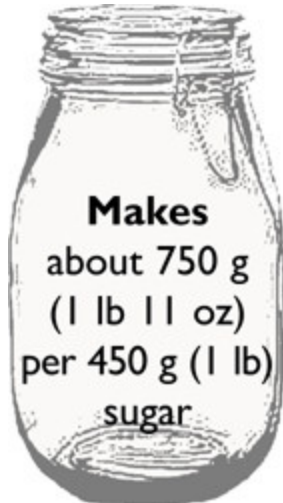 Makes
about 750 g
(1 lb 11 oz)
per 450 g (1 lb)
sugar